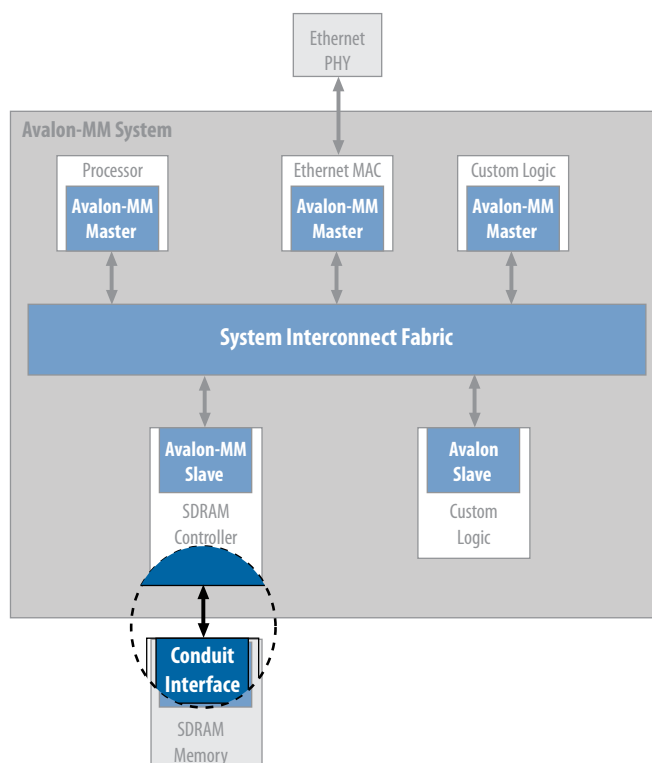 Ethernet
PHY
Avalon-MM System
Processor
Avalon-MM
Master
Ethernet MAC
Avalon-MM
Master
Custom Logic
Avalon-MM
Master
System Interconnect Fabric
Avalon-MM
Slave
SDRAM
Controller
Avalon
Slave
Custom
Logic
Conduit
Interface
SDRAM
Memory